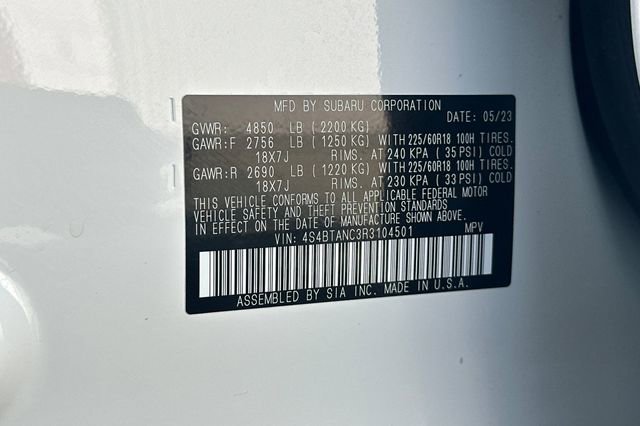 MFD BY SUBARU CORPORATION
DATE: 05/23
GVWR: 4850 LB (2200 KG)
GAWR:F 2756 LB (1250 KG) WITH 225/60R18 100H TIRES.
18X7J RIMS. AT 240 KPA (35 PSI) COLD
GAWR:R 2690 LB (1220 KG) WITH 225/60R18 100H TIRES.
18X7J RIMS. AT 230 KPA (33 PSI) COLD
THIS VEHICLE CONFORMS TO ALL APPLICABLE FEDERAL MOTOR
VEHICLE SAFETY AND THEFT PREVENTION STANDARDS
IN EFFECT ON THE DATE OF MANUFACTURE SHOWN ABOVE.
VIN: 4S4BTANC3R3104501 MPV
ASSEMBLED BY SIA INC. MADE IN U.S.A.